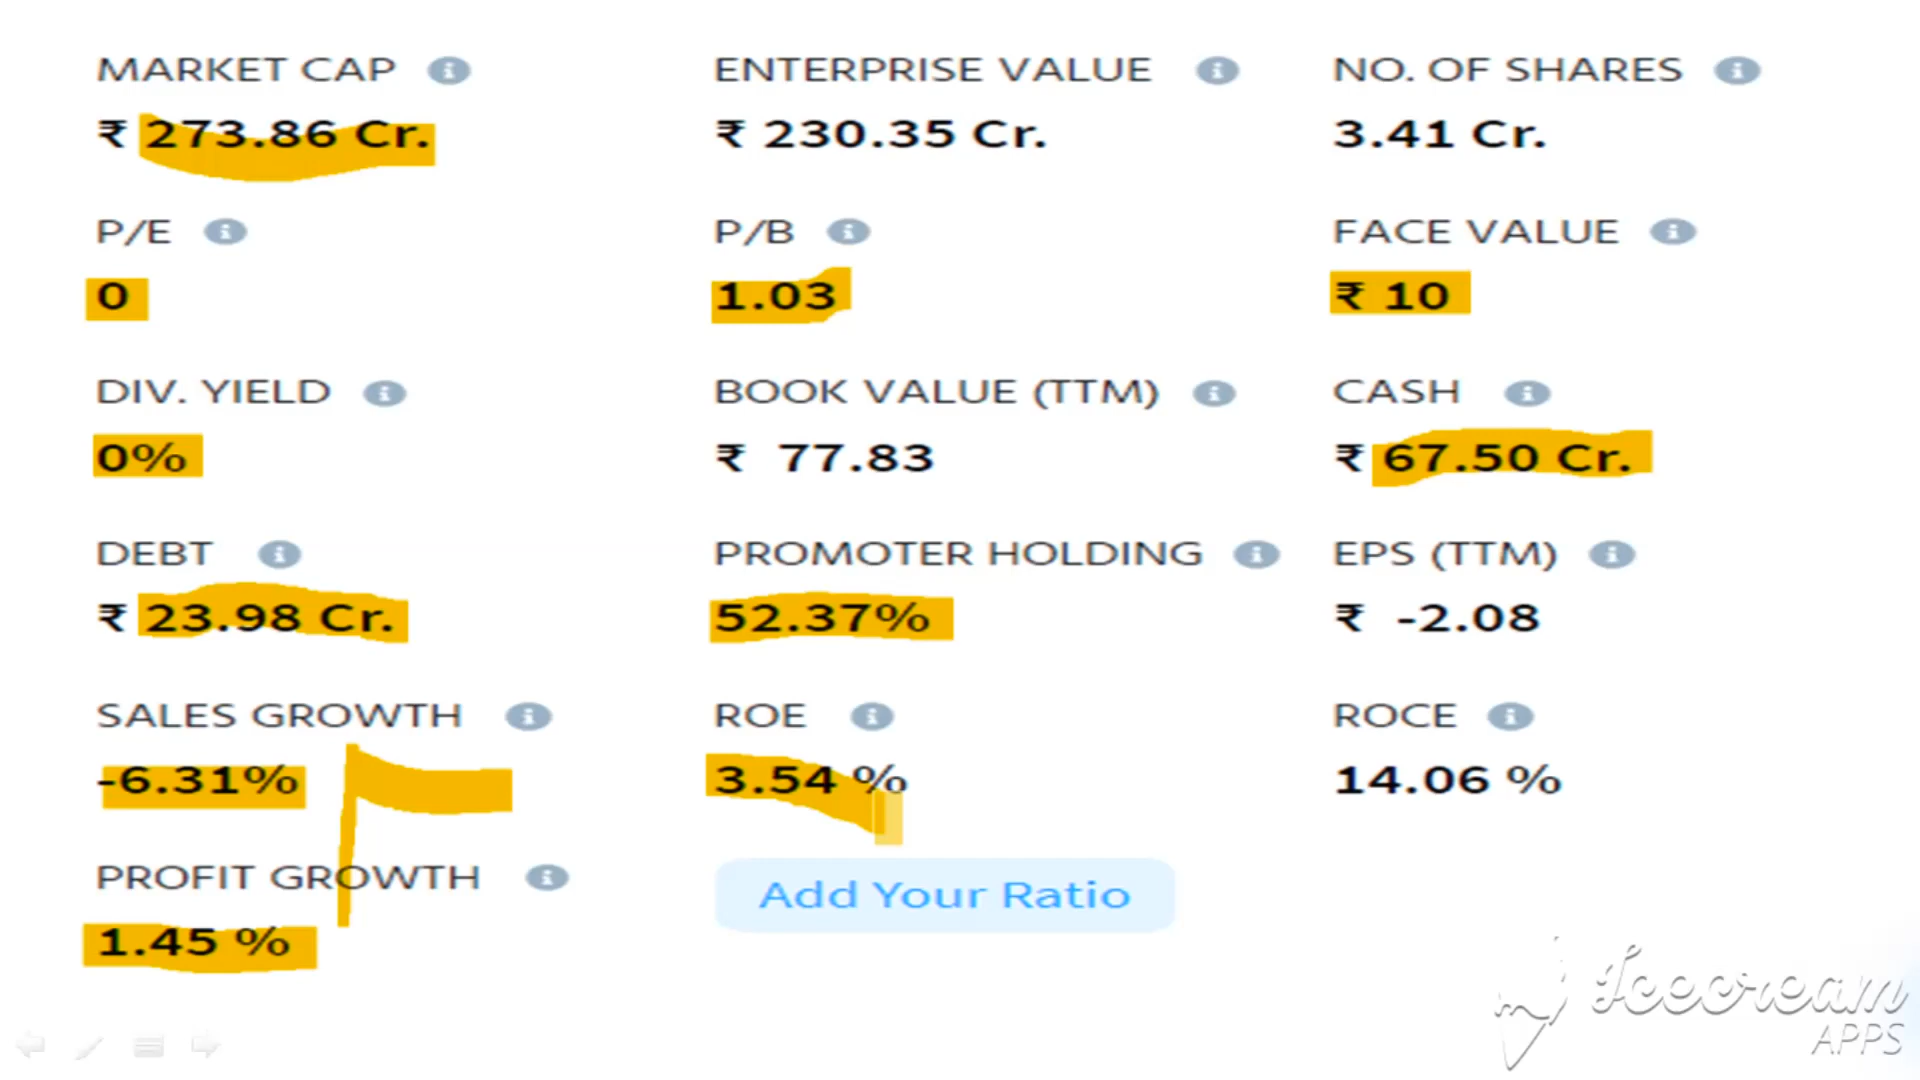 MARKET CAP ENTERPRISE VALUE NO. OF SHARES
₹ 273.86 Cr. ₹ 230.35 Cr. 3.41 Cr.
P/E P/B FACE VALUE
0 1.03 ₹ 10
DIV. YIELD BOOK VALUE (TTM) CASH
0% ₹ 77.83 ₹ 67.50 Cr.
DEBT PROMOTER HOLDING EPS (TTM)
₹ 23.98 Cr. 52.37% ₹ -2.08
SALES GROWTH ROE ROCE
-6.31% 3.54 % 14.06 %
PROFIT GROWTH Add Your Ratio
1.45 %
Icecream
APPS